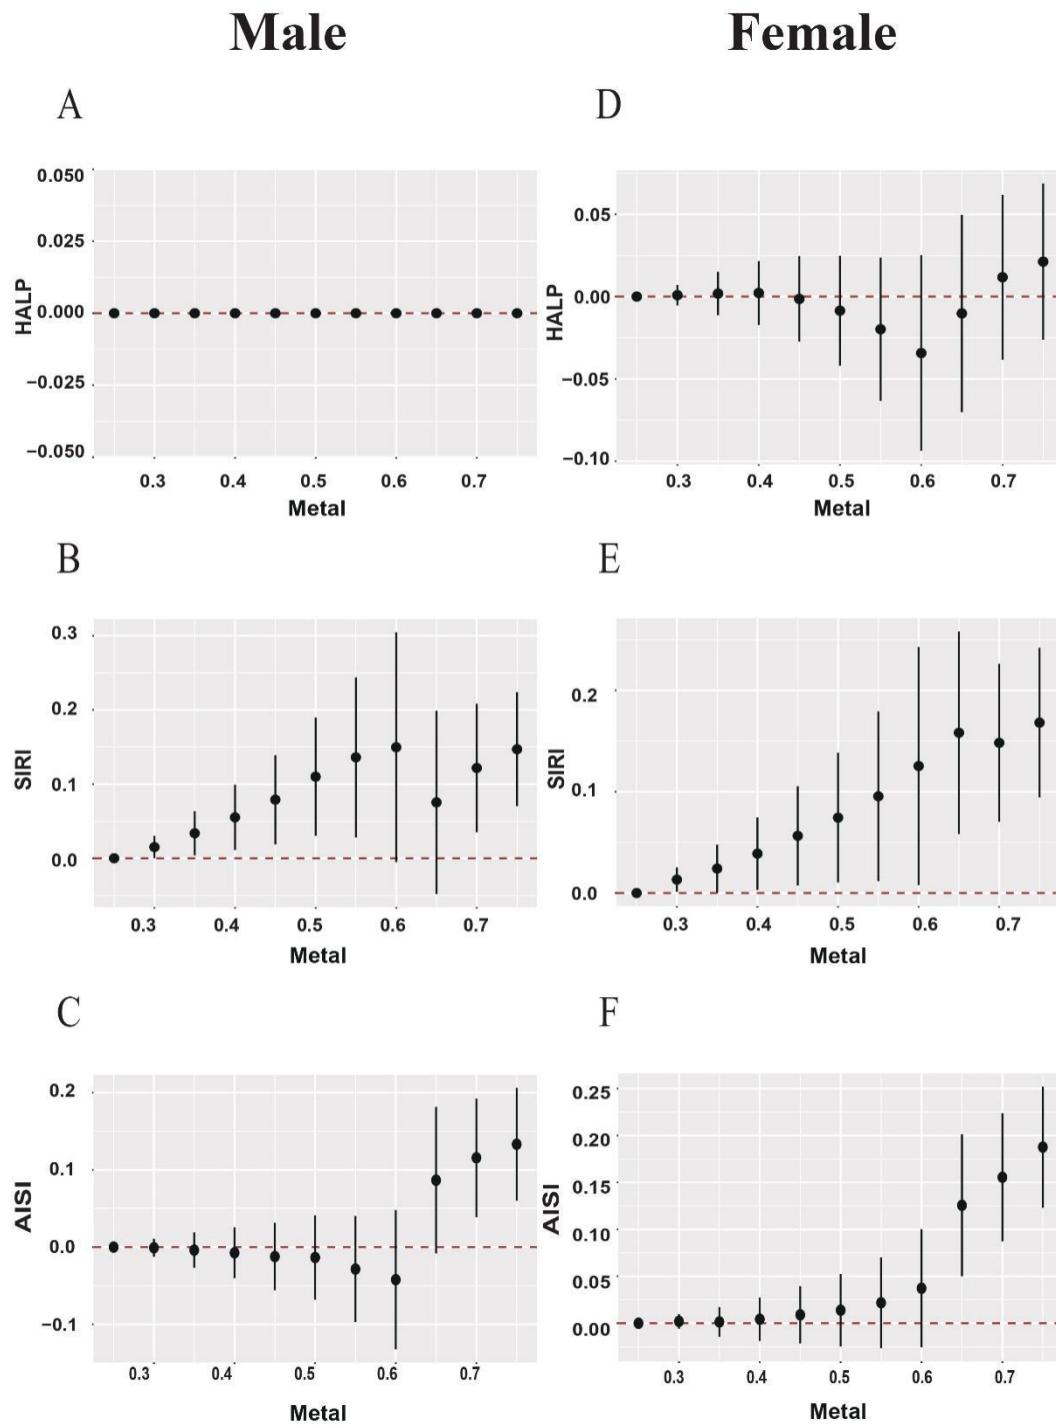 Male
Female
A
HALP
0.050
0.025
0.000
−0.025
−0.050
0.3 0.4 0.5 0.6 0.7
Metal
D
HALP
0.05
0.00
−0.05
−0.10
0.3 0.4 0.5 0.6 0.7
Metal
B
SIRI
0.3
0.2
0.1
0.0
0.3 0.4 0.5 0.6 0.7
Metal
E
SIRI
0.2
0.1
0.0
0.3 0.4 0.5 0.6 0.7
Metal
C
AISI
0.2
0.1
0.0
−0.1
0.3 0.4 0.5 0.6 0.7
Metal
F
AISI
0.25
0.20
0.15
0.10
0.05
0.00
0.3 0.4 0.5 0.6 0.7
Metal